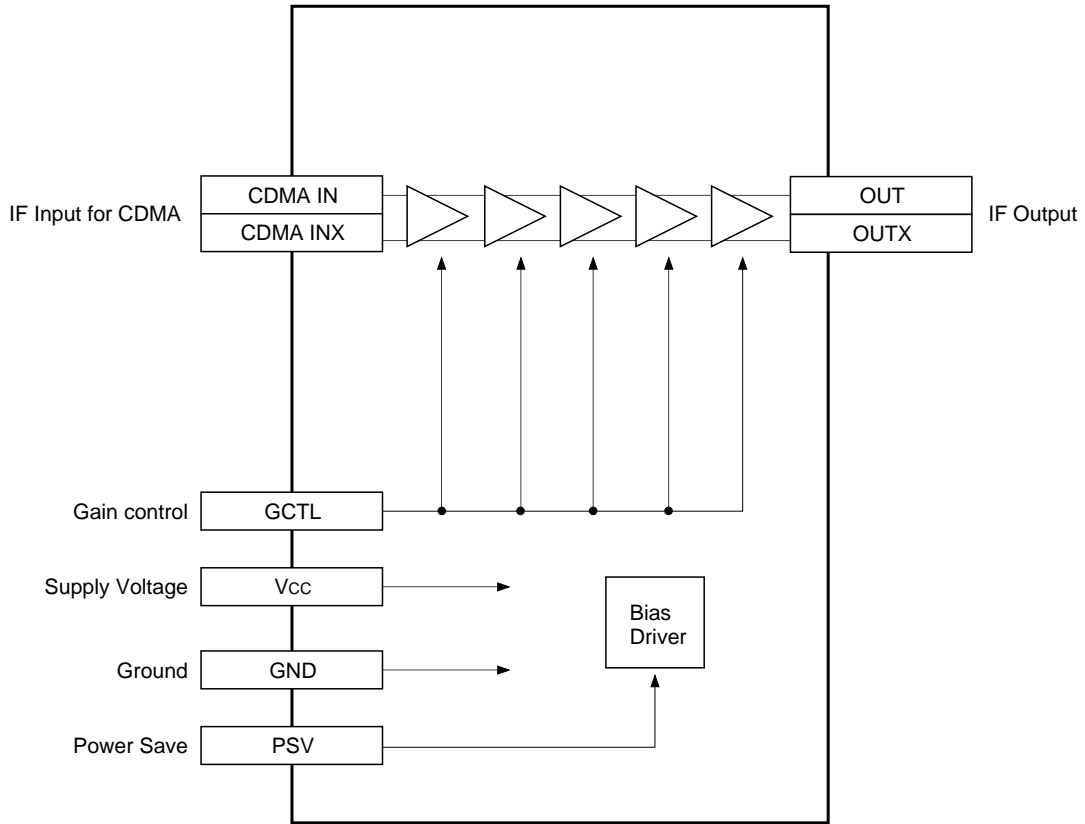 IF Input for CDMA
CDMA IN
CDMA INX
OUT
OUTX
IF Output
Gain control
GCTL
Supply Voltage
VCC
Bias
Driver
Ground
GND
Power Save
PSV